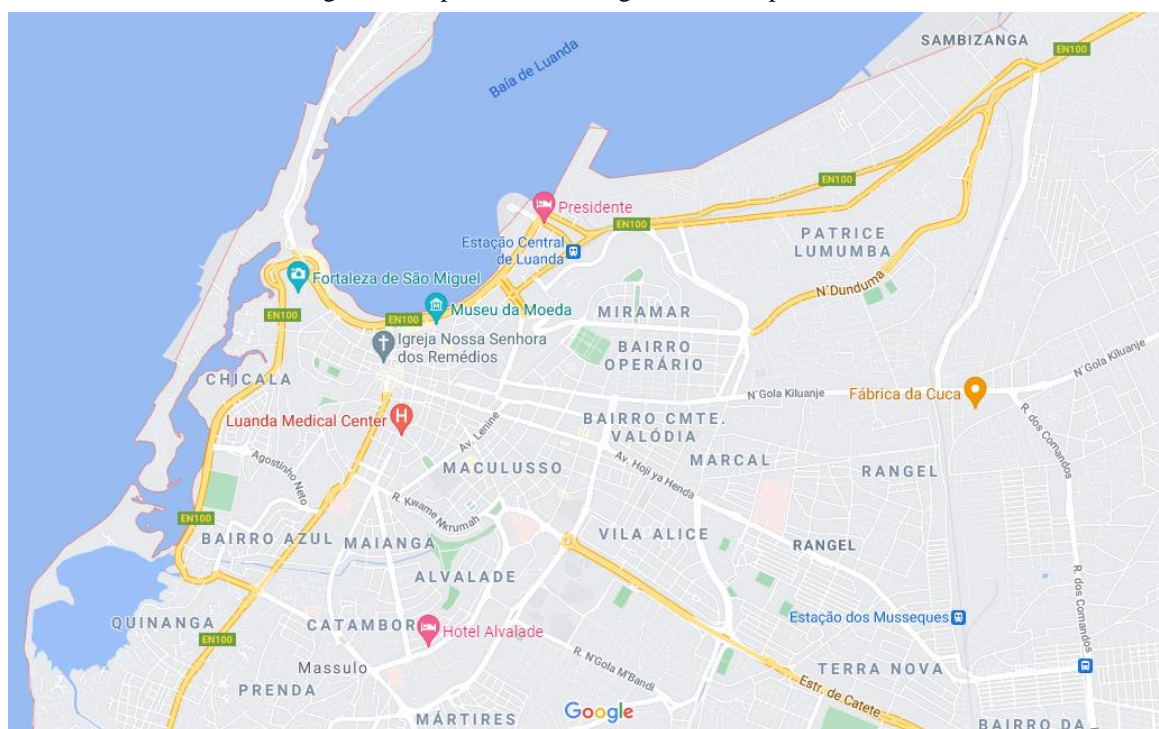 SAMBIZANGA
EN100
Baía de Luanda
EN100
Presidente
EN100
PATRICE
LUMUMBA
Estação Central
de Luanda
Fortaleza de São Miguel
N´Dunduma
EN100
Museu da Moeda
MIRAMAR
EN100
Igreja Nossa Senhora
dos Remédios
BAIRRO
OPERÁRIO
N´Gola Kiluanje
CHICALA
N´Gola Kiluanje
Fábrica da Cuca
Luanda Medical Center
BAIRRO CMTE.
VALÓDIA
R. dos Comandos
Av. Lenine
Agostinho Neto
MACULUSSO
Av. Hoji ya Henda
MARCAL
RANGEL
R. Kwame Nkrumah
EN100
BAIRRO AZUL
MAIANGA
VILA ALICE
RANGEL
ALVALADE
R. dos Comandos
QUINANGA
CATAMBOR
EN100
Hotel Alvalade
Estação dos Musseques
Massulo
R. N'Gola M'Bandi
TERRA NOVA
PRENDA
Estr. de Catete
MÁRTIRES
Google
BAIRRO DA